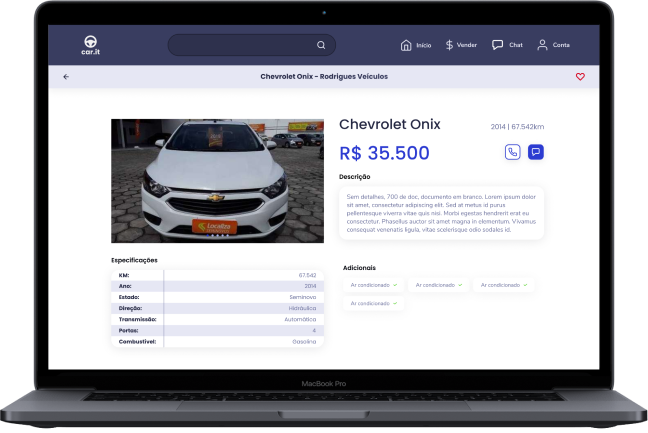 car.it
Início
Vender
Chat
Conta
Chevrolet Onix - Rodrigues Veículos
Chevrolet Onix
2014 | 67.542km
R$ 35.500
Descrição
Sem detalhes, 700 de doc, documento em branco. Lorem ipsum dolor
sit amet, consectetur adipiscing elit. Sed at metus id purus
pellentesque viverra vitae quis nisi. Morbi egestas hendrerit erat eu
consectetur. Phasellus auctor sit amet magna in elementum. Vivamus
consequat venenatis ligula, vitae scelerisque odio sodales id.
Localiza
Especificações
KM: 67.542
Ano: 2014
Estado: Seminovo
Direção: Hidráulica
Transmissão: Automática
Portas: 4
Combustível: Gasolina
Adicionais
Ar condicionado
Ar condicionado
Ar condicionado
Ar condicionado
MacBook Pro